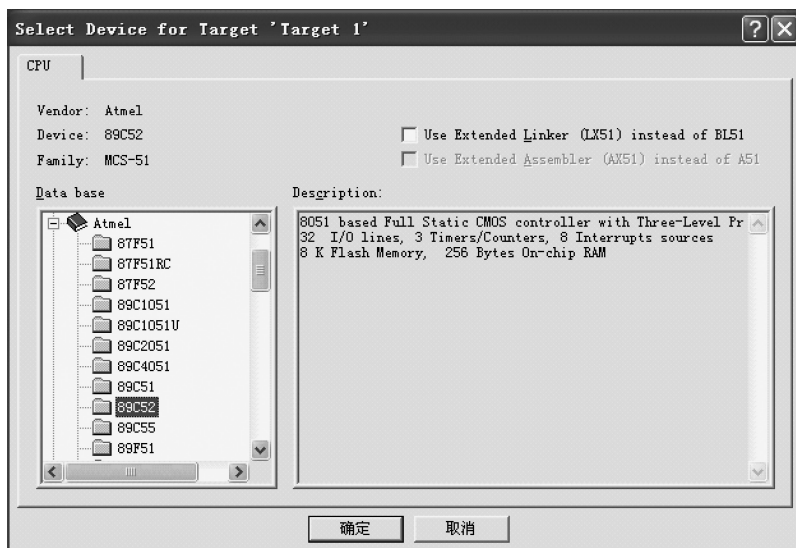 Select Device for Target 'Target 1'
CPU
Vendor: Atmel
Device: 89C52
Family: MCS-51
Use Extended Linker (LX51) instead of BL51
Use Extended Assembler (AX51) instead of A51
Data base
Description:
Atmel
87F51
87F51RC
87F52
89C1051
89C1051U
89C2051
89C4051
89C51
89C52
89C55
89F51
8051 based Full Static CMOS controller with Three-Level Pr
32 I/O lines, 3 Timers/Counters, 8 Interrupts sources
8 K Flash Memory, 256 Bytes On-chip RAM
确定
取消